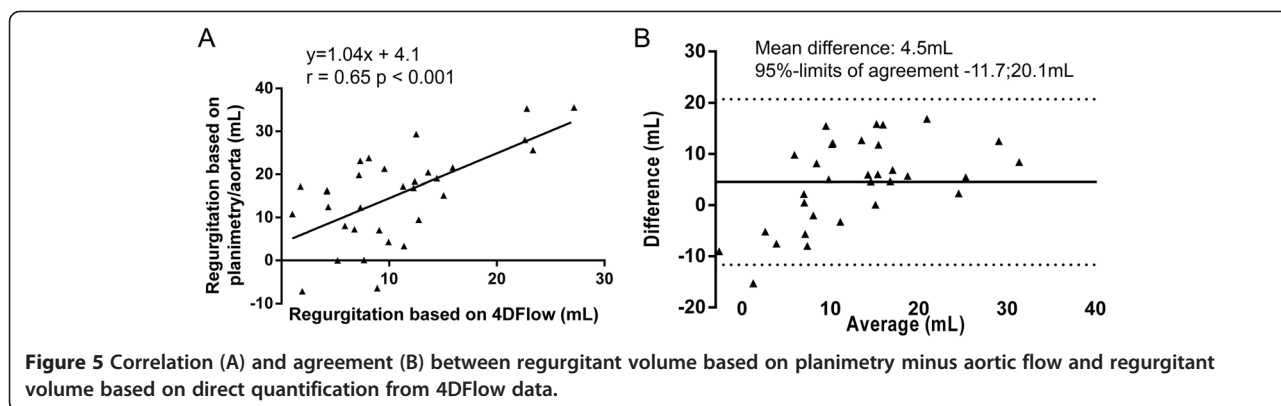 A
y=1.04x + 4.1
r = 0.65 p < 0.001
Regurgitation based on
planimetry/aorta (mL)
40
30
20
10
0
-10
10
20
30
Regurgitation based on 4DFlow (mL)
B
Mean difference: 4.5mL
95%-limits of agreement -11.7;20.1mL
Difference (mL)
30
20
10
0
-10
-20
0
10
20
30
40
Average (mL)
Figure 5 Correlation (A) and agreement (B) between regurgitant volume based on planimetry minus aortic flow and regurgitant
volume based on direct quantification from 4DFlow data.